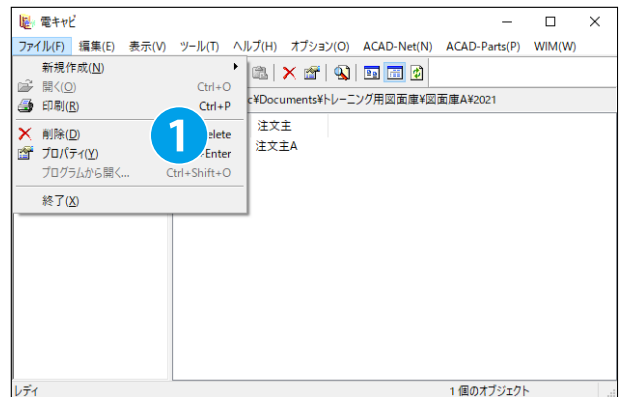 電キャビ
ファイル(F) 編集(E) 表示(V) ツール(T) ヘルプ(H) オプション(O) ACAD-Net(N) ACAD-Parts(P) WIM(W)
新規作成(N)
開く(O) Ctrl+O
印刷(R) Ctrl+P
c¥Documents¥トレーニング用図面庫¥図面庫A¥2021
注文主
削除(D) elete
1
注文主A
プロパティ(Y) Enter
プログラムから開く... Ctrl+Shift+O
終了(X)
レディ 1 個のオブジェクト